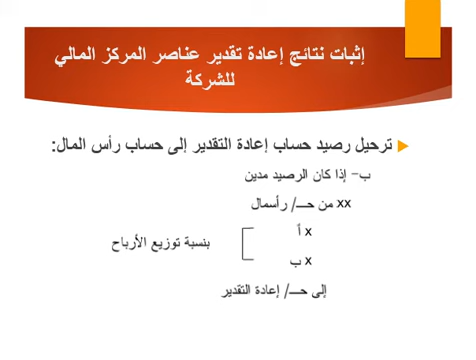 إثبات نتائج إعادة تقدير عناصر المركز المالي
للشركة
ترحيل رصيد حساب إعادة التقدير إلى حساب رأس المال:
ب- إذا كان الرصيد مدين
xx من حـــ/ رأسمال
x أ
بنسبة توزيع الأرباح
x ب
إلى حـــ/ إعادة التقدير